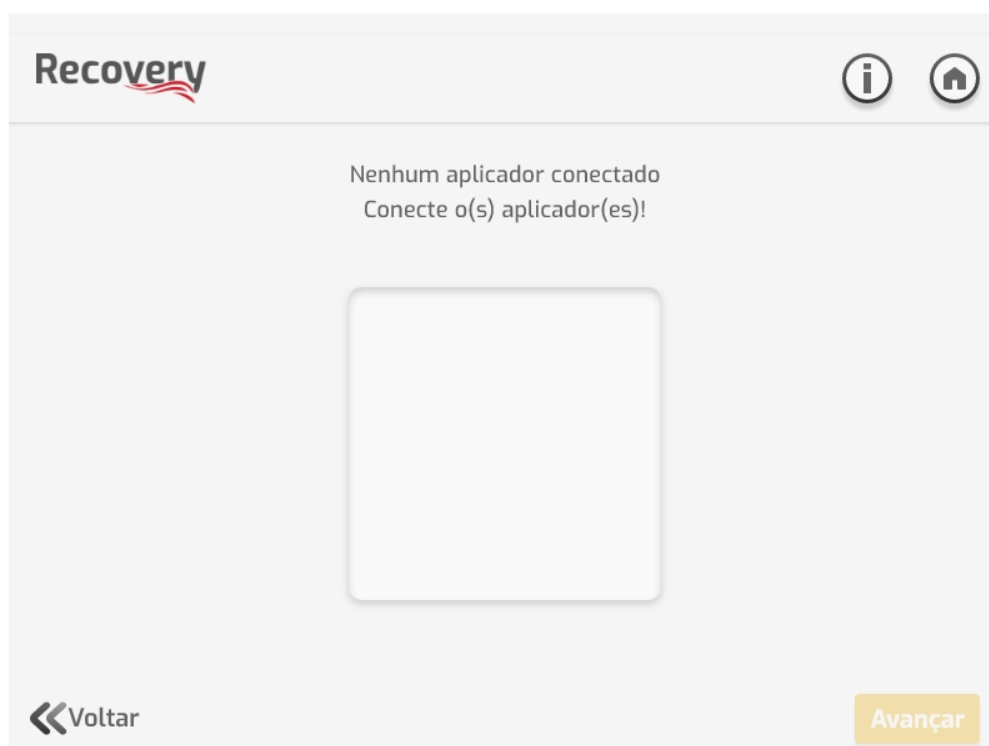 Recovery
Nenhum aplicador conectado
Conecte o(s) aplicador(es)!
Voltar
Avançar